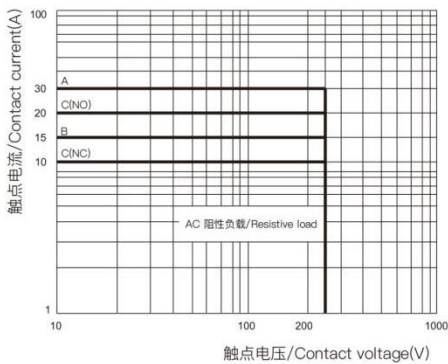 触点电流/Contact current(A)
100
30
20
15
10
1
A
C(NO)
B
C(NC)
AC 阻性负载/Resistive load
10
100
200
1000
触点电压/Contact voltage(V)